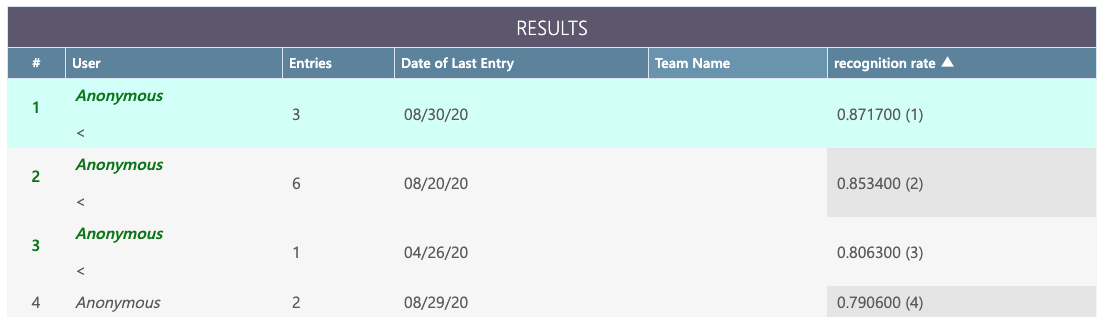 RESULTS
# User Entries Date of Last Entry Team Name recognition rate ▲
1 Anonymous 3 08/30/20 0.871700 (1)
<
2 Anonymous 6 08/20/20 0.853400 (2)
<
3 Anonymous 1 04/26/20 0.806300 (3)
<
4 Anonymous 2 08/29/20 0.790600 (4)